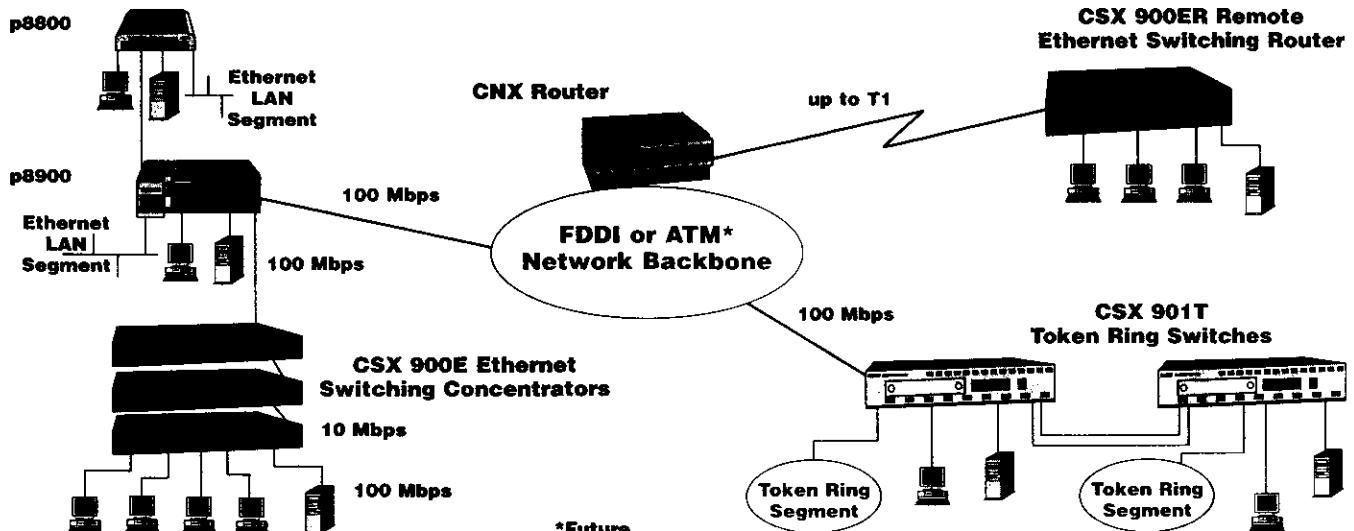 p8800
Ethernet
LAN
Segment
CNX Router
up to T1
CSX 900ER Remote
Ethernet Switching Router
p8900
100 Mbps
Ethernet
LAN
Segment
100 Mbps
FDDI or ATM*
Network Backbone
100 Mbps
CSX 901T
Token Ring Switches
CSX 900E Ethernet
Switching Concentrators
10 Mbps
100 Mbps
Token Ring
Segment
Token Ring
Segment
*Future